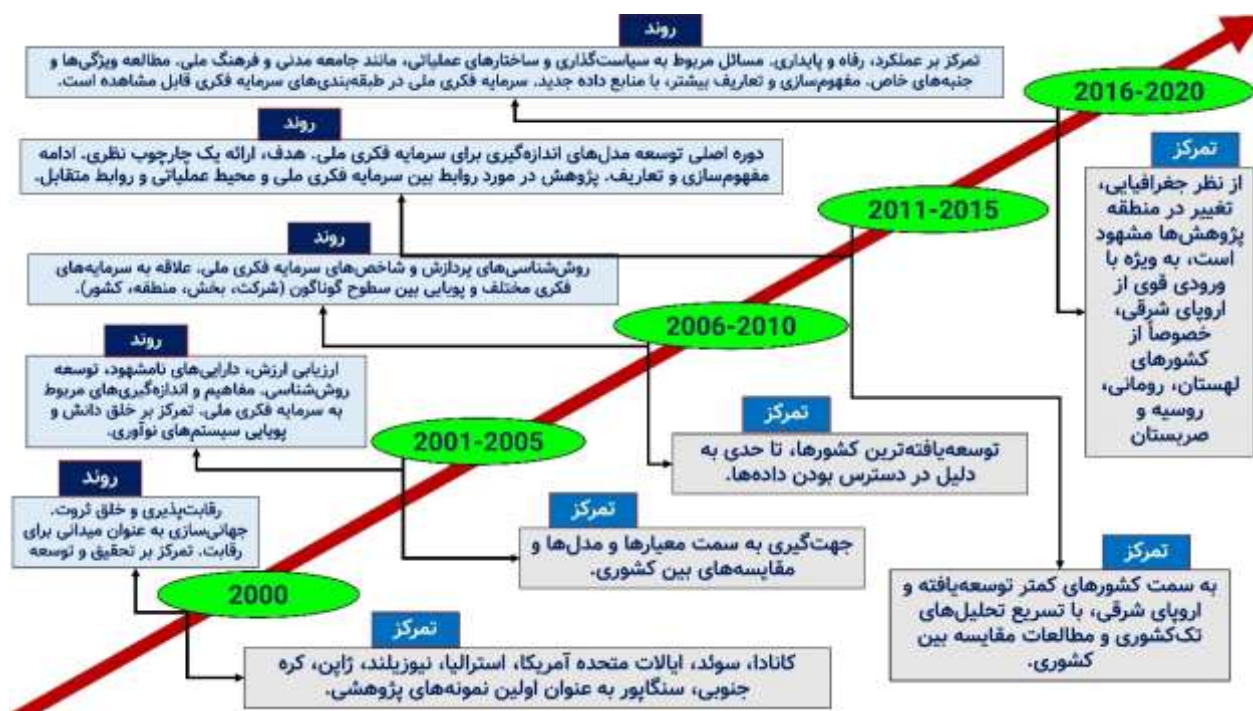 روند
تمرکز بر عملکرد، رفاه و پایداری. مسائل مربوط به سیاست‌گذاری و ساختارهای عملیاتی، مانند جامعه مدنی و فرهنگ ملی. مطالعه ویژگی‌ها و
جنبه‌های خاص. مفهوم‌سازی و تعاریف بیشتر، با منابع داده جدید. سرمایه فکری ملی در طبقه‌بندی‌های سرمایه فکری قابل مشاهده است.
2016-2020
تمرکز
از نظر جغرافیایی،
تغییر در منطقه
پژوهش‌ها مشهود
است، به ویژه با
ورودی قوی از
اروپای شرقی،
خصوصاً از
کشورهای
لهستان، رومانی،
روسیه و
صربستان
روند
دوره اصلی توسعه مدل‌های اندازه‌گیری برای سرمایه فکری ملی. هدف، ارائه یک چارچوب نظری. ادامه
مفهوم‌سازی و تعاریف. پژوهش در مورد روابط بین سرمایه فکری ملی و محیط عملیاتی و روابط متقابل.
2011-2015
تمرکز
به سمت کشورهای کمتر توسعه‌یافته و
اروپای شرقی، با تسریع تحلیل‌های
تک‌کشوری و مطالعات مقایسه بین
کشوری.
روند
روش‌شناسی‌های پردازش و شاخص‌های سرمایه فکری ملی. علاقه به سرمایه‌های
فکری مختلف و پویایی بین سطوح گوناگون (شرکت، بخش، منطقه، کشور).
2006-2010
تمرکز
توسعه‌یافته‌ترین کشورها، تا حدی به
دلیل در دسترس بودن داده‌ها.
روند
ارزیابی ارزش، دارایی‌های نامشهود، توسعه
روش‌شناسی. مفاهیم و اندازه‌گیری‌های مربوط
به سرمایه فکری ملی. تمرکز بر خلق دانش و
پویایی سیستم‌های نوآوری.
2001-2005
تمرکز
جهت‌گیری به سمت معیارها و مدل‌ها و
مقایسه‌های بین کشوری.
روند
رقابت‌پذیری و خلق ثروت.
جهانی‌سازی به عنوان میدانی برای
رقابت. تمرکز بر تحقیق و توسعه
2000
تمرکز
کانادا، سوئد، ایالات متحده آمریکا، استرالیا، نیوزیلند، ژاپن، کره
جنوبی، سنگاپور به عنوان اولین نمونه‌های پژوهشی.